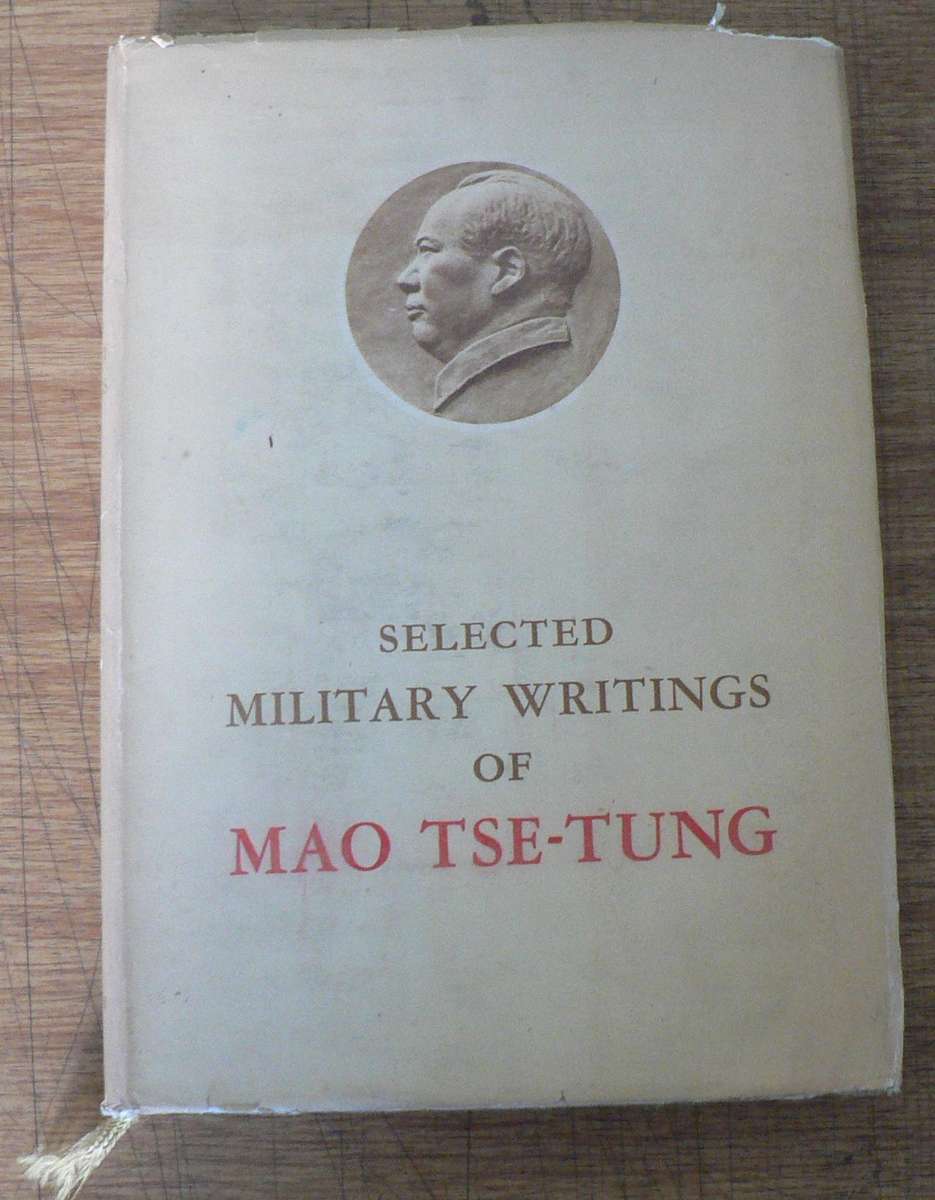 SELECTED
MILITARY WRITINGS
OF
MAO TSE-TUNG